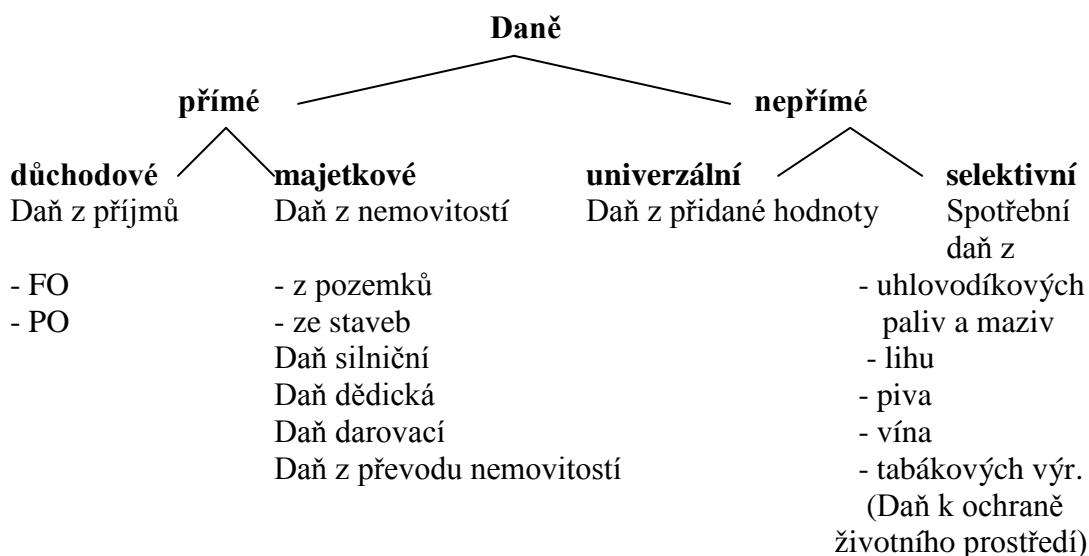 Daně
přímé nepřímé
důchodové majetkové univerzální selektivní
Daň z příjmů Daň z nemovitostí Daň z přidané hodnoty Spotřební
daň z
- FO - z pozemků - uhlovodíkových
- PO - ze staveb paliv a maziv
Daň silniční - lihu
Daň dědická - piva
Daň darovací - vína
Daň z převodu nemovitostí - tabákových výr.
(Daň k ochraně
životního prostředí)